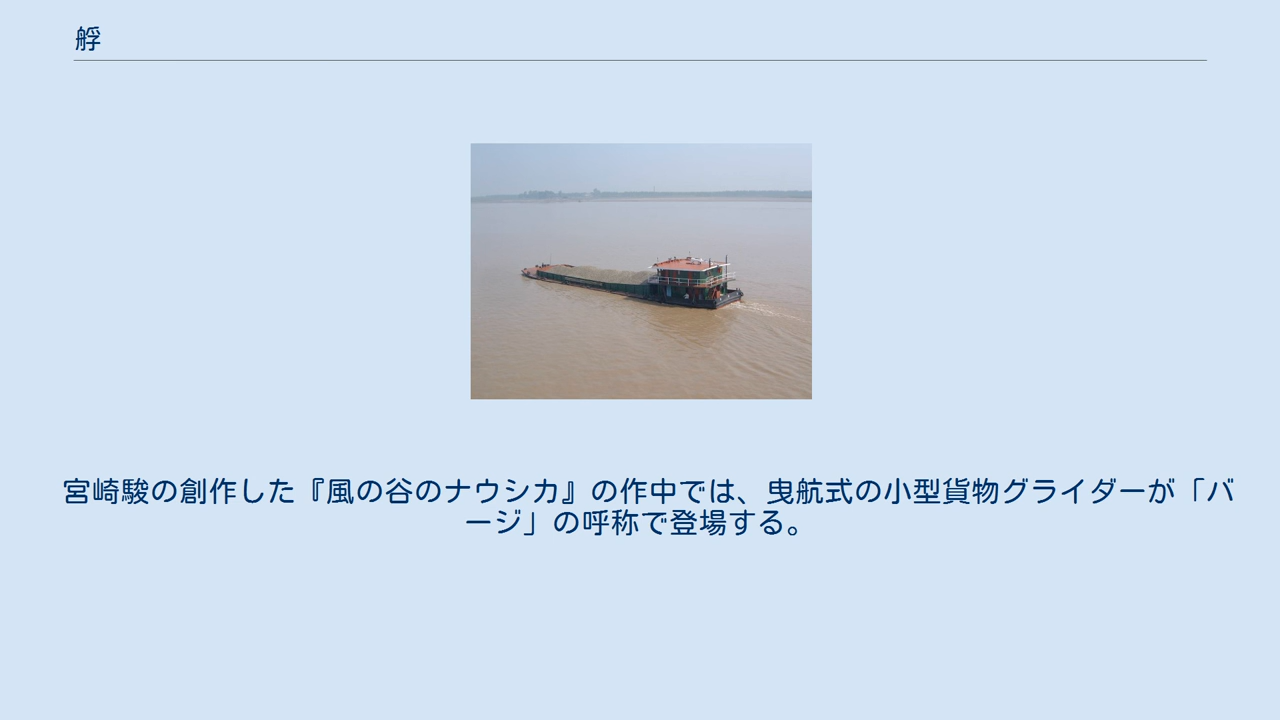 艀
宮崎駿の創作した『風の谷のナウシカ』の作中では、曳航式の小型貨物グライダーが「バ
ージ」の呼称で登場する。